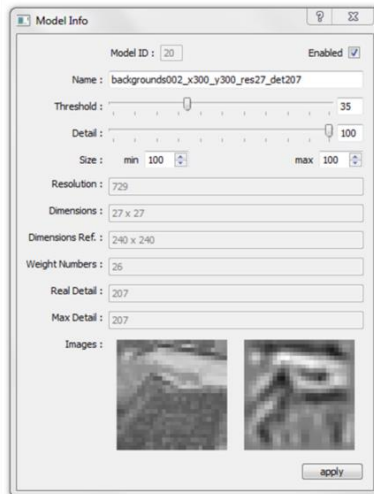 Model Info
Model ID : 20 Enabled
Name : backgrounds002_x300_y300_res27_det207
Threshold : 35
Detail : 100
Size : min 100 max 100
Resolution : 729
Dimensions : 27 x 27
Dimensions Ref. : 240 x 240
Weight Numbers : 26
Real Detail : 207
Max Detail : 207
Images :
apply